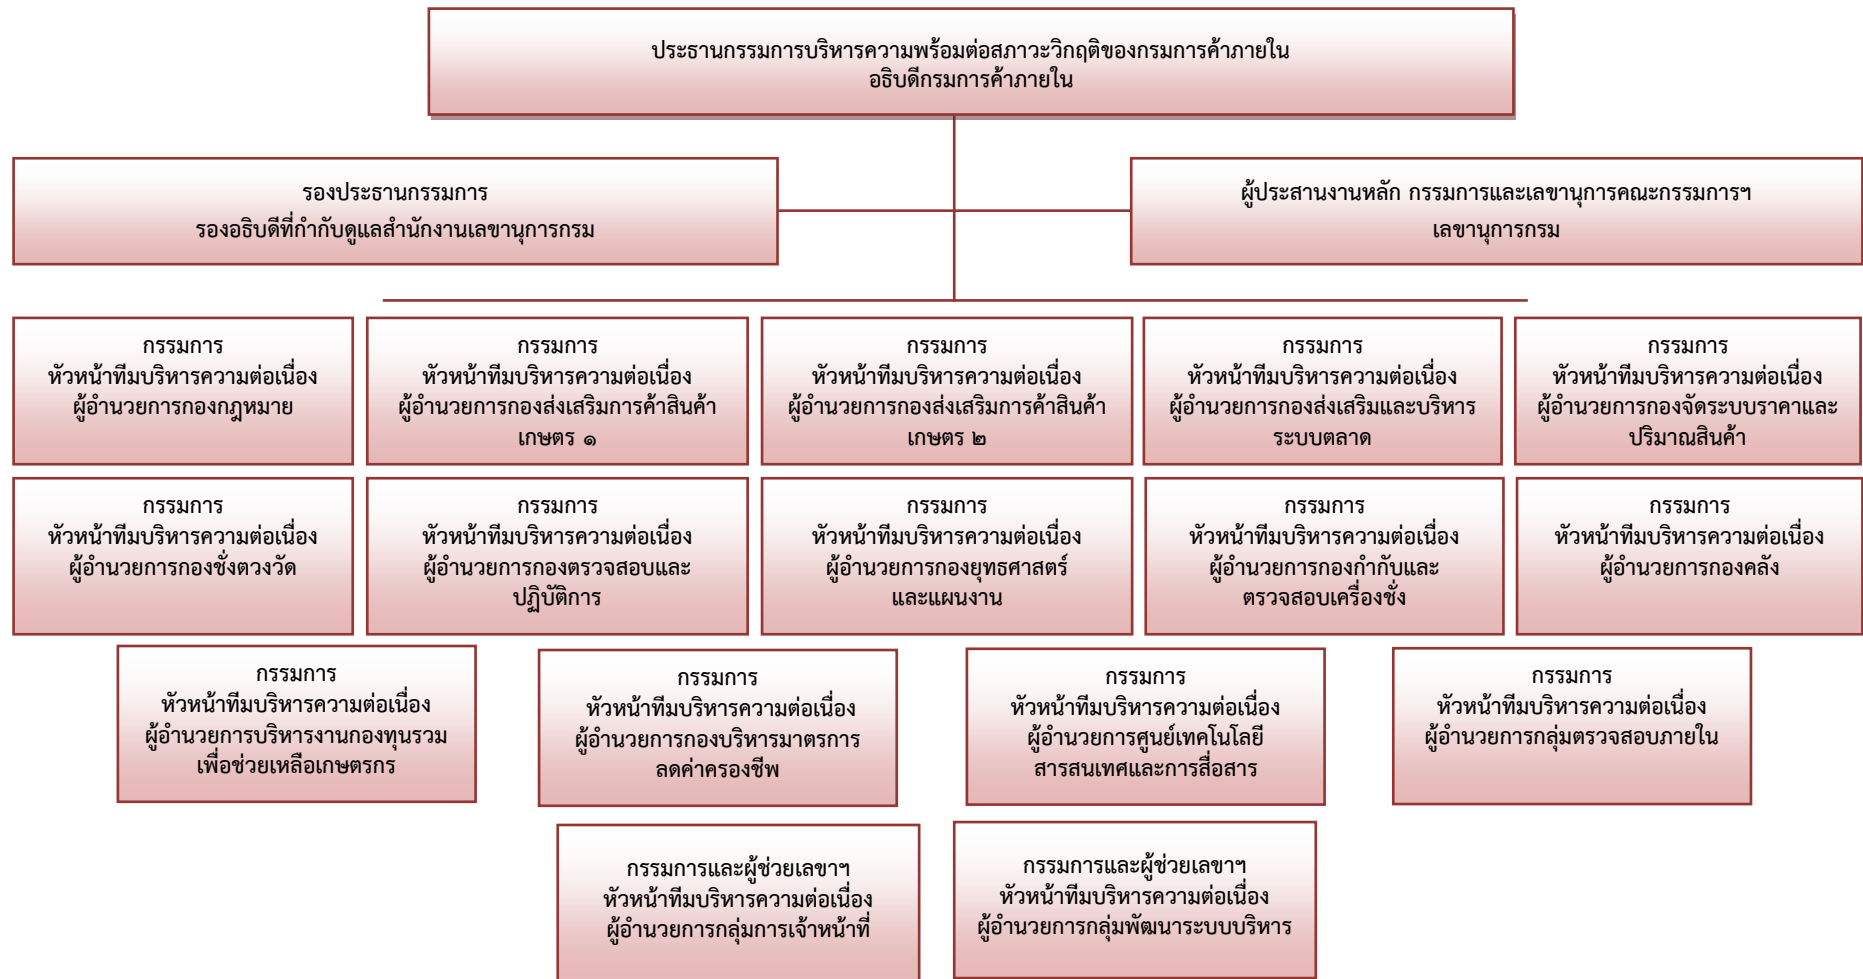 ประธานกรรมการบริหารความพร้อมต่อสภาวะวิกฤติของกรมการค้าภายใน
อธิบดีกรมการค้าภายใน
รองประธานกรรมการ
รองอธิบดีที่กำกับดูแลสำนักงานเลขานุการกรม
ผู้ประสานงานหลัก กรรมการและเลขานุการคณะกรรมการฯ
เลขานุการกรม
กรรมการ
หัวหน้าทีมบริหารความต่อเนื่อง
ผู้อำนวยการกองกฎหมาย
กรรมการ
หัวหน้าทีมบริหารความต่อเนื่อง
ผู้อำนวยการกองส่งเสริมการค้าสินค้า
เกษตร ๑
กรรมการ
หัวหน้าทีมบริหารความต่อเนื่อง
ผู้อำนวยการกองส่งเสริมการค้าสินค้า
เกษตร ๒
กรรมการ
หัวหน้าทีมบริหารความต่อเนื่อง
ผู้อำนวยการกองส่งเสริมและบริหาร
ระบบตลาด
กรรมการ
หัวหน้าทีมบริหารความต่อเนื่อง
ผู้อำนวยการกองจัดระบบราคาและ
ปริมาณสินค้า
กรรมการ
หัวหน้าทีมบริหารความต่อเนื่อง
ผู้อำนวยการกองชั่งตวงวัด
กรรมการ
หัวหน้าทีมบริหารความต่อเนื่อง
ผู้อำนวยการกองตรวจสอบและ
ปฏิบัติการ
กรรมการ
หัวหน้าทีมบริหารความต่อเนื่อง
ผู้อำนวยการกองยุทธศาสตร์
และแผนงาน
กรรมการ
หัวหน้าทีมบริหารความต่อเนื่อง
ผู้อำนวยการกองกำกับและ
ตรวจสอบเครื่องชั่ง
กรรมการ
หัวหน้าทีมบริหารความต่อเนื่อง
ผู้อำนวยการกองคลัง
กรรมการ
หัวหน้าทีมบริหารความต่อเนื่อง
ผู้อำนวยการบริหารงานกองทุนรวม
เพื่อช่วยเหลือเกษตรกร
กรรมการ
หัวหน้าทีมบริหารความต่อเนื่อง
ผู้อำนวยการกองบริหารมาตรการ
ลดค่าครองชีพ
กรรมการ
หัวหน้าทีมบริหารความต่อเนื่อง
ผู้อำนวยการศูนย์เทคโนโลยี
สารสนเทศและการสื่อสาร
กรรมการ
หัวหน้าทีมบริหารความต่อเนื่อง
ผู้อำนวยการกลุ่มตรวจสอบภายใน
กรรมการและผู้ช่วยเลขาฯ
หัวหน้าทีมบริหารความต่อเนื่อง
ผู้อำนวยการกลุ่มการเจ้าหน้าที่
กรรมการและผู้ช่วยเลขาฯ
หัวหน้าทีมบริหารความต่อเนื่อง
ผู้อำนวยการกลุ่มพัฒนาระบบบริหาร